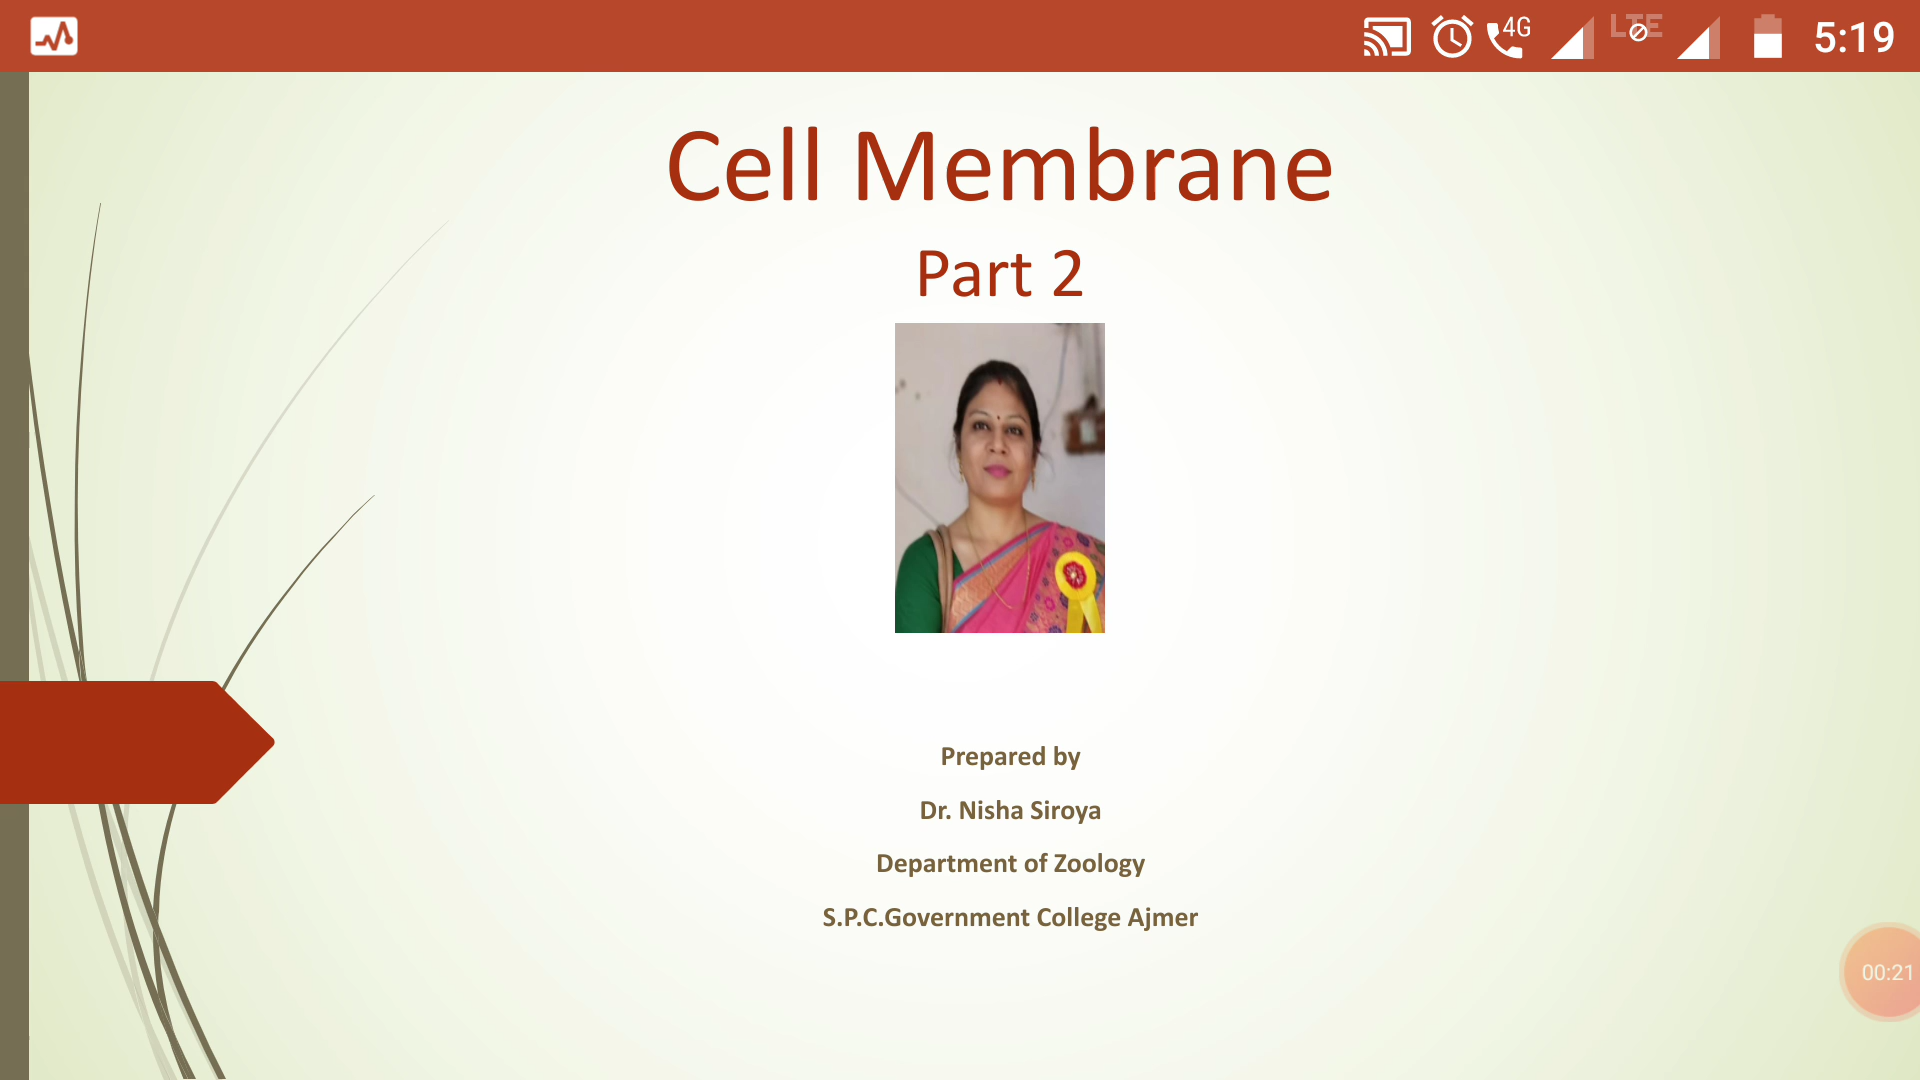 4G
LTE
5:19
Cell Membrane
Part 2
Prepared by
Dr. Nisha Siroya
Department of Zoology
S.P.C.Government College Ajmer
00:21